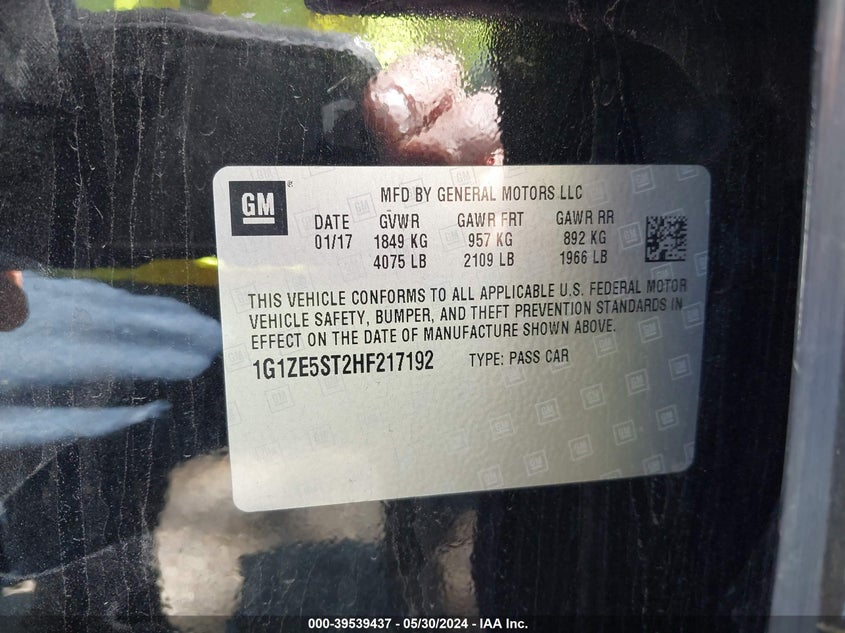 GM
MFD BY GENERAL MOTORS LLC
DATE GVWR GAWR FRT GAWR RR
01/17 1849 KG 957 KG 892 KG
4075 LB 2109 LB 1966 LB
THIS VEHICLE CONFORMS TO ALL APPLICABLE U.S. FEDERAL MOTOR
VEHICLE SAFETY, BUMPER, AND THEFT PREVENTION STANDARDS IN
EFFECT ON THE DATE OF MANUFACTURE SHOWN ABOVE.
1G1ZE5ST2HF217192 TYPE: PASS CAR
000-39539437 - 05/30/2024 - IAA Inc.